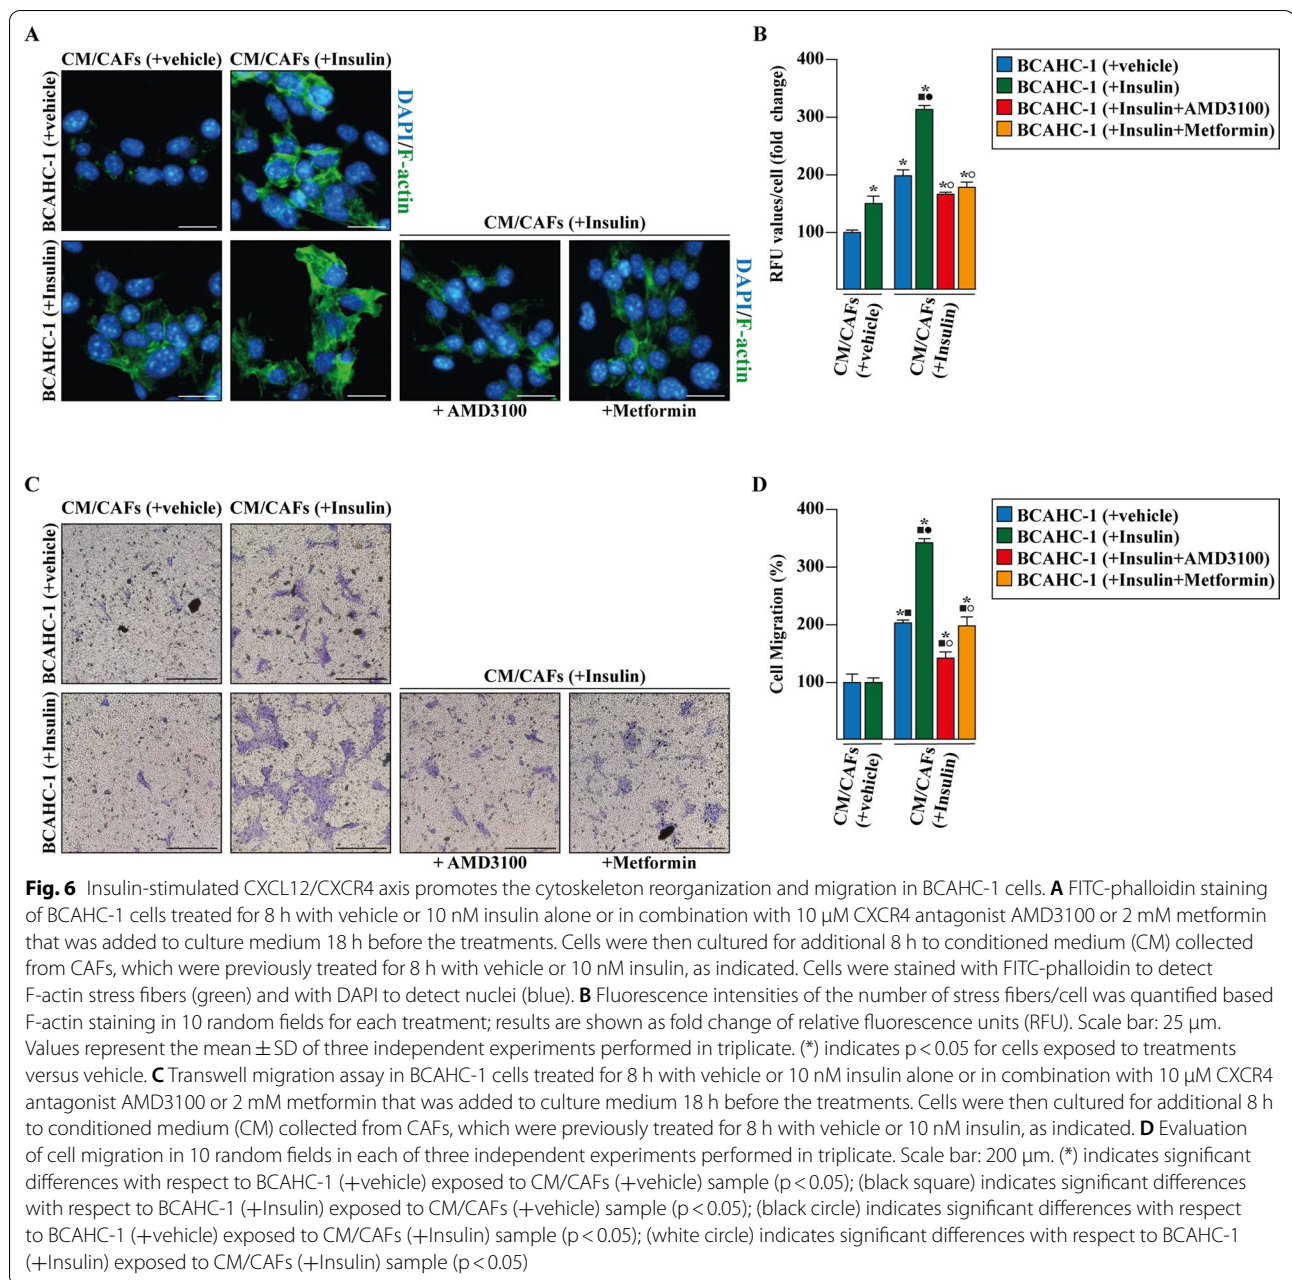 A
CM/CAFs (+vehicle) CM/CAFs (+Insulin)
BCAHC-1 (+vehicle)
DAPI/F-actin
BCAHC-1 (+Insulin)
CM/CAFs (+Insulin)
DAPI/F-actin
+ AMD3100 +Metformin
B
RFU values/cell (fold change)
400
300
200
100
*
*
*
■●
*
*○
*○
CM/CAFs
(+vehicle)
CM/CAFs
(+Insulin)
BCAHC-1 (+vehicle)
BCAHC-1 (+Insulin)
BCAHC-1 (+Insulin+AMD3100)
BCAHC-1 (+Insulin+Metformin)
C
CM/CAFs (+vehicle) CM/CAFs (+Insulin)
BCAHC-1 (+vehicle)
BCAHC-1 (+Insulin)
CM/CAFs (+Insulin)
+ AMD3100 +Metformin
D
Cell Migration (%)
400
300
200
100
*■
*
■●
*
■○
*
■○
CM/CAFs
(+vehicle)
CM/CAFs
(+Insulin)
BCAHC-1 (+vehicle)
BCAHC-1 (+Insulin)
BCAHC-1 (+Insulin+AMD3100)
BCAHC-1 (+Insulin+Metformin)
Fig. 6 Insulin-stimulated CXCL12/CXCR4 axis promotes the cytoskeleton reorganization and migration in BCAHC-1 cells. A FITC-phalloidin staining
of BCAHC-1 cells treated for 8 h with vehicle or 10 nM insulin alone or in combination with 10 μM CXCR4 antagonist AMD3100 or 2 mM metformin
that was added to culture medium 18 h before the treatments. Cells were then cultured for additional 8 h to conditioned medium (CM) collected
from CAFs, which were previously treated for 8 h with vehicle or 10 nM insulin, as indicated. Cells were stained with FITC-phalloidin to detect
F-actin stress fibers (green) and with DAPI to detect nuclei (blue). B Fluorescence intensities of the number of stress fibers/cell was quantified based
F-actin staining in 10 random fields for each treatment; results are shown as fold change of relative fluorescence units (RFU). Scale bar: 25 μm.
Values represent the mean ± SD of three independent experiments performed in triplicate. (*) indicates p < 0.05 for cells exposed to treatments
versus vehicle. C Transwell migration assay in BCAHC-1 cells treated for 8 h with vehicle or 10 nM insulin alone or in combination with 10 μM CXCR4
antagonist AMD3100 or 2 mM metformin that was added to culture medium 18 h before the treatments. Cells were then cultured for additional 8 h
to conditioned medium (CM) collected from CAFs, which were previously treated for 8 h with vehicle or 10 nM insulin, as indicated. D Evaluation
of cell migration in 10 random fields in each of three independent experiments performed in triplicate. Scale bar: 200 μm. (*) indicates significant
differences with respect to BCAHC-1 (+vehicle) exposed to CM/CAFs (+vehicle) sample (p < 0.05); (black square) indicates significant differences
with respect to BCAHC-1 (+Insulin) exposed to CM/CAFs (+vehicle) sample (p < 0.05); (black circle) indicates significant differences with respect
to BCAHC-1 (+vehicle) exposed to CM/CAFs (+Insulin) sample (p < 0.05); (white circle) indicates significant differences with respect to BCAHC-1
(+Insulin) exposed to CM/CAFs (+Insulin) sample (p < 0.05)